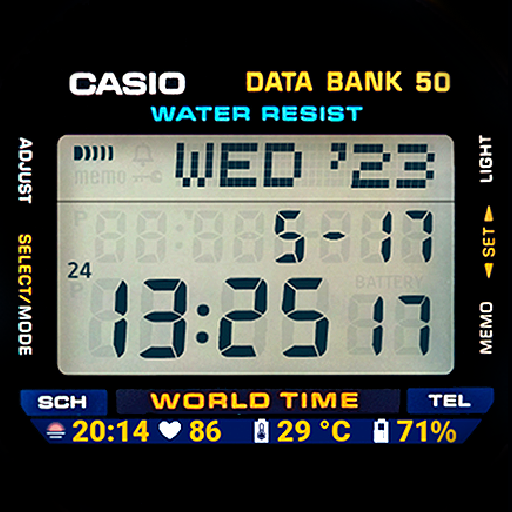 CASIO DATA BANK 50
WATER RESIST
ADJUST
SELECT/MODE
LIGHT
SET
MEMO
memo
WED '23
P 5-17
24
P
BATTERY
13:25 17
SCH WORLD TIME TEL
20:14 86 29 °C 71%